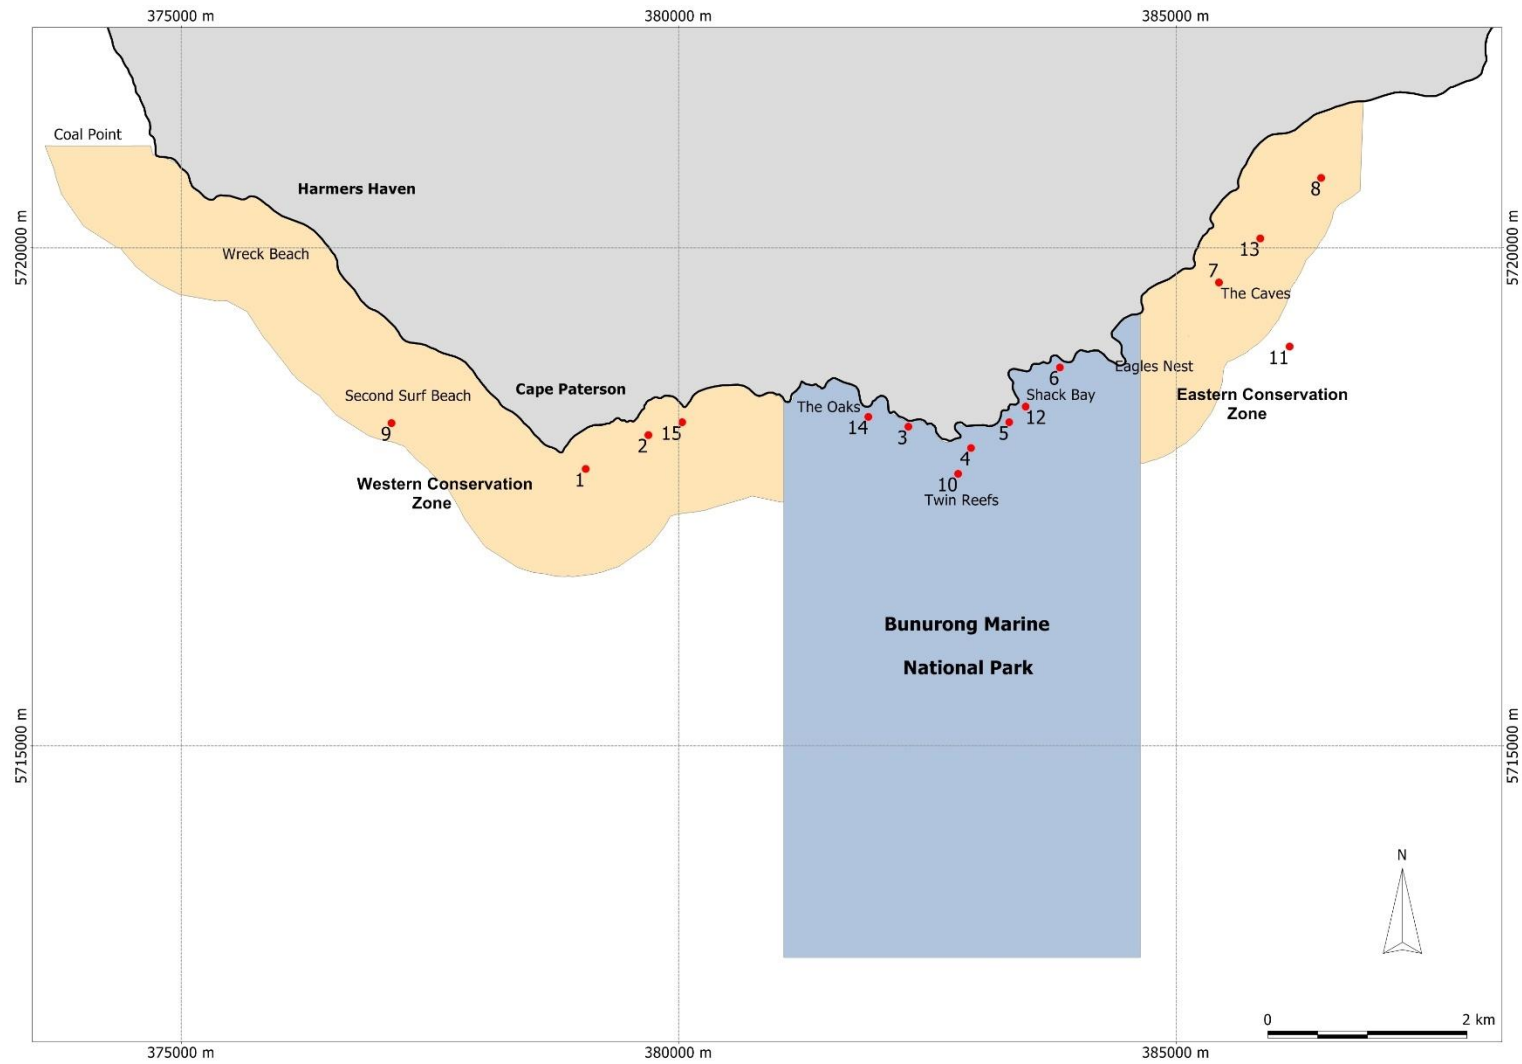 375000 m
380000 m
385000 m
Coal Point
Harmers Haven
8
5720000 m
5720000 m
Wreck Beach
13
7
The Caves
11
Eagles Nest
6
Cape Paterson
Second Surf Beach
Shack Bay
Eastern Conservation
Zone
The Oaks
12
14
9
2
15
3
5
4
1
10
Western Conservation
Zone
Twin Reefs
Bunurong Marine
National Park
5715000 m
5715000 m
N
0
2 km
375000 m
380000 m
385000 m